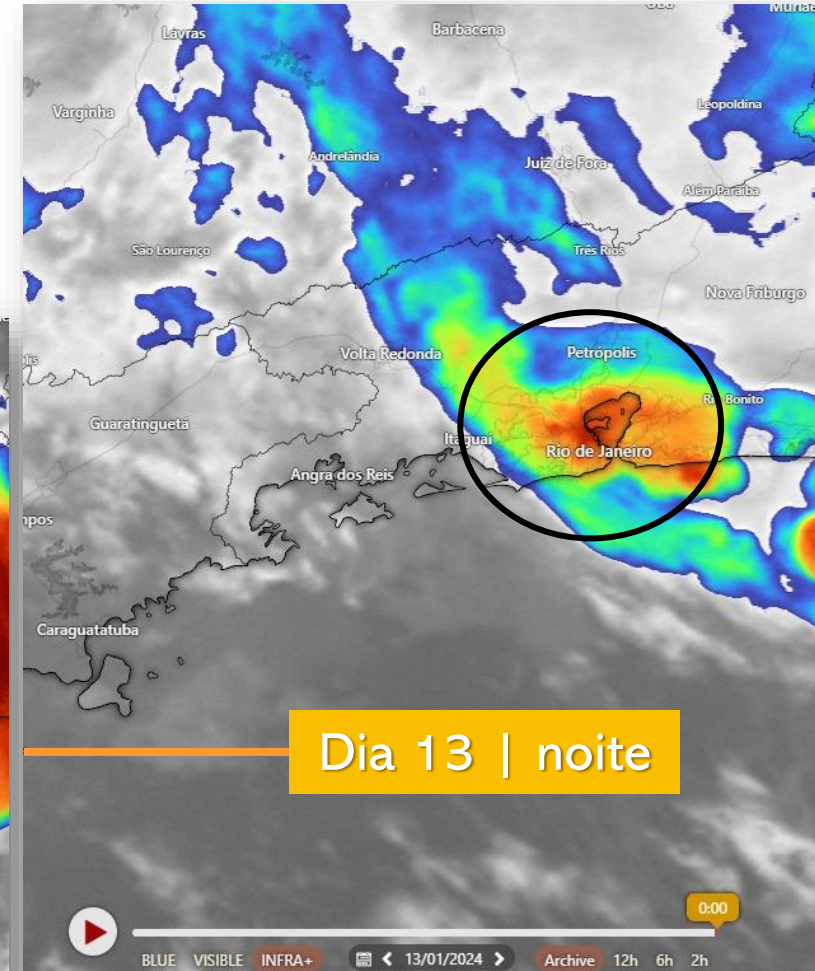 Lavras
Barbacena
Varginha
Leopoldina
Andrelândia
Juiz de Fora
Além Paraíba
São Lourenço
Três Rios
Nova Friburgo
Volta Redonda
Petrópolis
Guaratinguetá
Itaguaí
Rio de Janeiro
Angra dos Reis
Caraguatatuba
Dia 13 | noite
0:00
BLUE VISIBLE INFRA+ 13/01/2024 Archive 12h 6h 2h